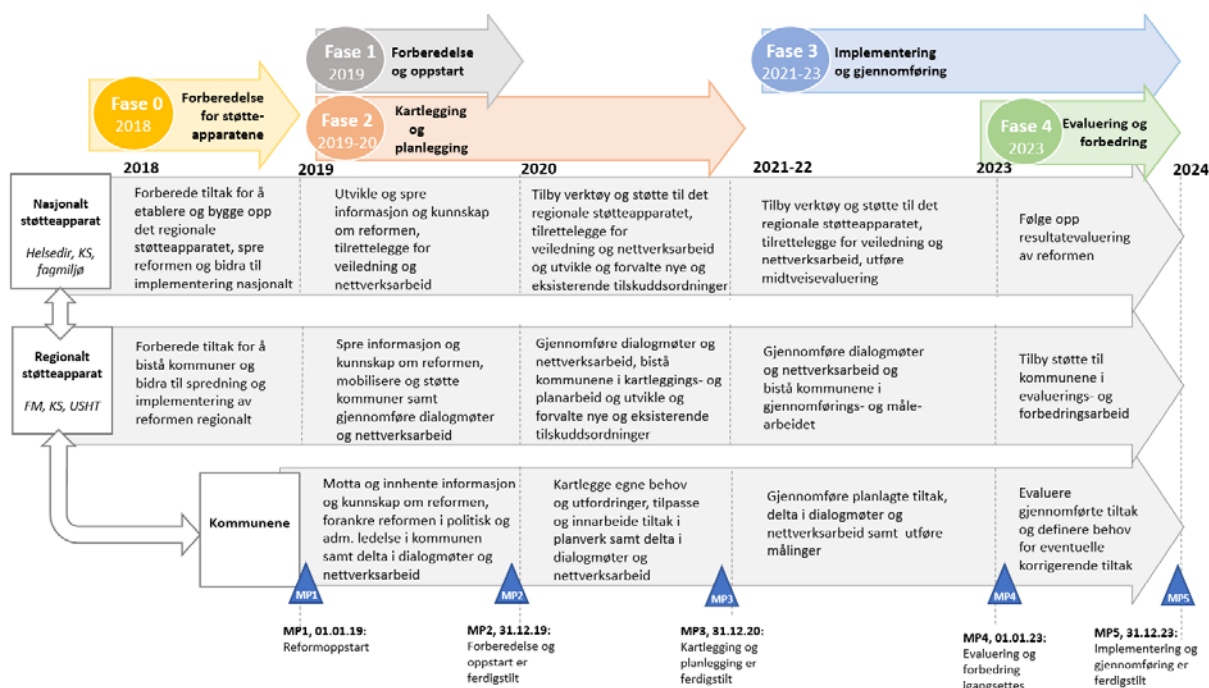 Fase 1
2019
Forberedelse
og oppstart
Fase 3
2021-23
Implementering
og gjennomføring
Fase 0
2018
Forberedelse
for støtte-
apparatene
Fase 2
2019-20
Kartlegging
og
planlegging
Fase 4
2023
Evaluering og
forbedring
2018
2019
2020
2021-22
2023
2024
Nasjonalt
støtteapparat
Helsedir, KS,
fagmiljø
Forberede tiltak for å
etablere og bygge opp
det regionale
støtteapparatet, spre
reformen og bidra til
implementering nasjonalt
Utvikle og spre
informasjon og kunnskap
om reformen,
tilrettelegge for
veiledning og
nettverksarbeid
Tilby verktøy og støtte til det
regionale støtteapparatet,
tilrettelegge for
veiledning og nettverksarbeid
og utvikle og forvalte nye og
eksisterende tilskuddsordninger
Tilby verktøy og støtte til det
regionale støtteapparatet,
tilrettelegge for veiledning og
nettverksarbeid, utføre
midtveisevaluering
Følge opp
resultatevaluering
av reformen
Regionalt
støtteapparat
FM, KS, USHT
Forberede tiltak for å
bistå kommuner og
bidra til spredning og
implementering av
reformen regionalt
Spre informasjon og
kunnskap om reformen,
mobilisere og støtte
kommuner samt
gjennomføre dialogmøter
og nettverksarbeid
Gjennomføre dialogmøter og
nettverksarbeid, bistå
kommunene i kartleggings- og
planarbeid og utvikle og
forvalte nye og eksisterende
tilskuddsordninger
Gjennomføre dialogmøter
og nettverksarbeid og
bistå kommunene i
gjennomførings- og måle-
arbeidet
Tilby støtte til
kommunene i
evaluerings- og
forbedringsarbeid
Kommunene
Motta og innhente informasjon
og kunnskap om reformen,
forankre reformen i politisk og
adm. ledelse i kommunen
samt delta i dialogmøter og
nettverksarbeid
Kartlegge egne behov
og utfordringer, tilpasse
og innarbeide tiltak i
planverk samt delta i
dialogmøter og
nettverksarbeid
Gjennomføre planlagte tiltak,
delta i dialogmøter og
nettverksarbeid samt utføre
målinger
Evaluere
gjennomførte tiltak
og definere behov
for eventuelle
korrigerende tiltak
MP1
MP2
MP3
MP4
MP5
MP1, 01.01.19:
Reformoppstart
MP2, 31.12.19:
Forberedelse og
oppstart er
ferdigstilt
MP3, 31.12.20:
Kartlegging og
planlegging er
ferdigstilt
MP4, 01.01.23:
Evaluering og
forbedring
igangsettes
MP5, 31.12.23:
Implementering og
gjennomføring er
ferdigstilt